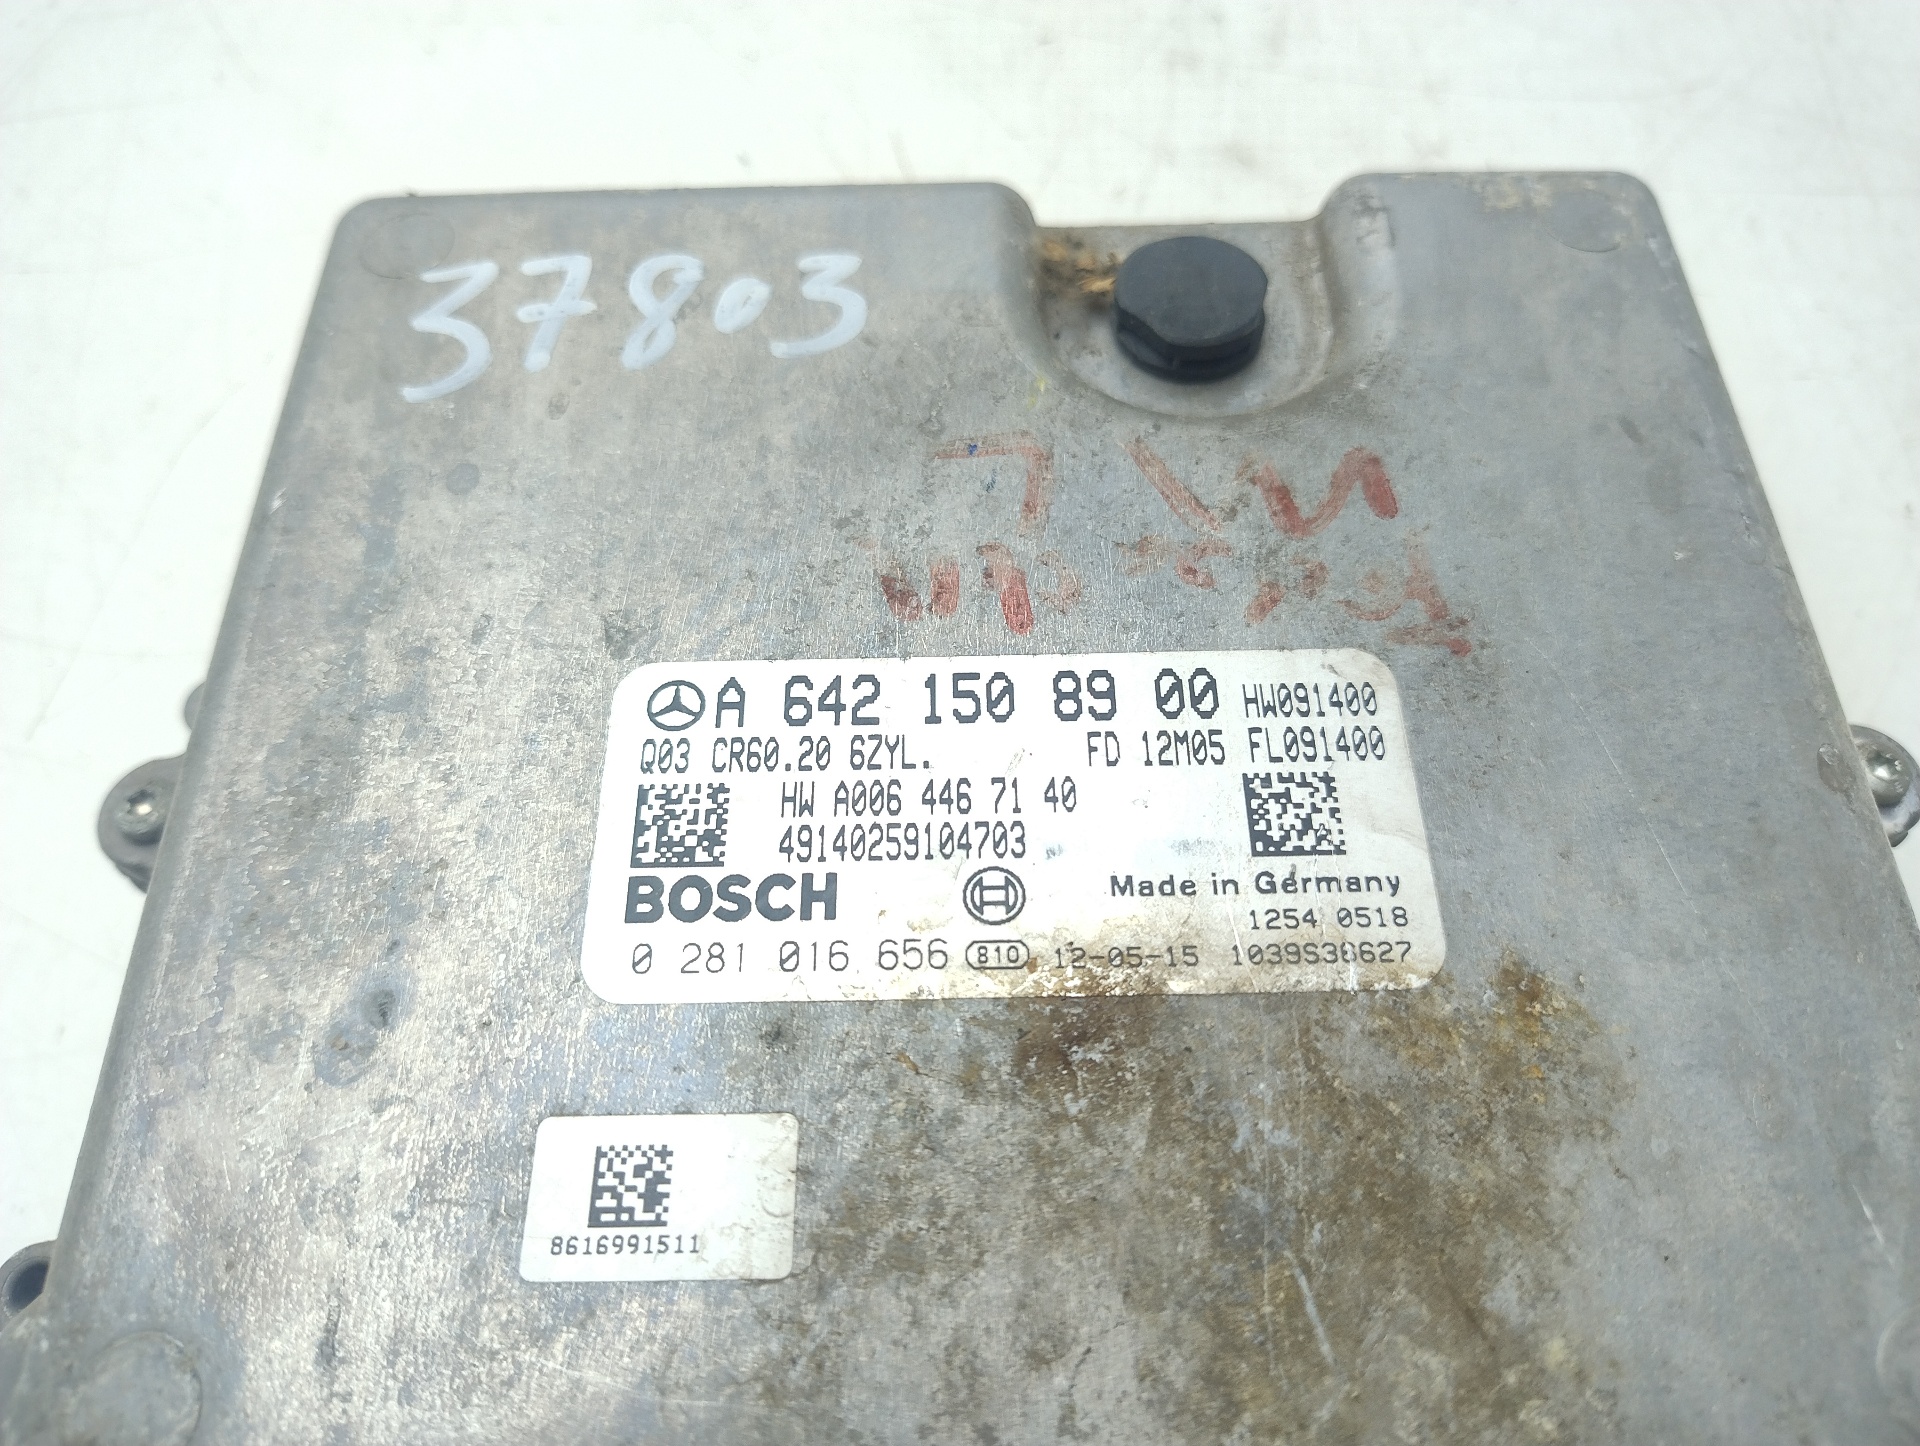 37803
A 642 150 89 00 HW091400
Q03 CR60.20 6ZYL. FD 12M05 FL091400
HW A006 446 71 40
49140259104703
BOSCH
Made in Germany
1254 0518
0 281 016 656 810 12-05-15 1039S36627
8616991511